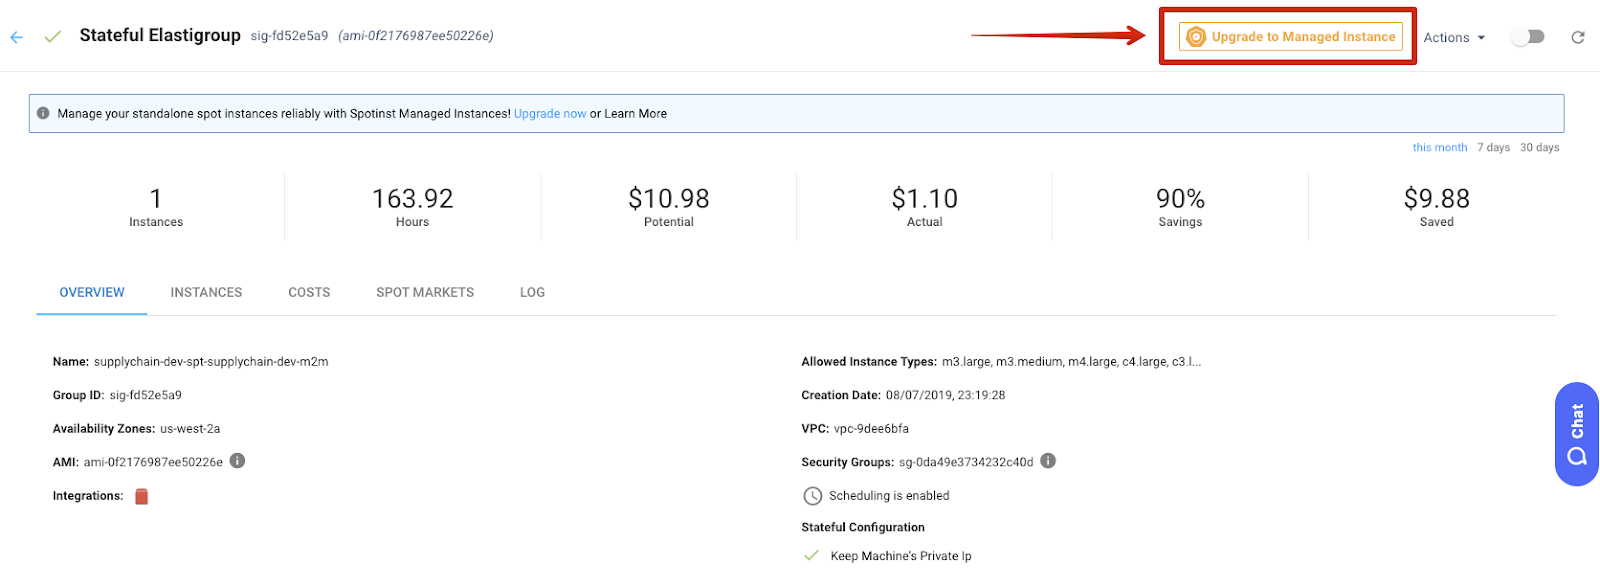 Stateful Elastigroup sig-fd52e5a9 (ami-0f2176987ee50226e) Upgrade to Managed Instance Actions
Manage your standalone spot instances reliably with Spotinst Managed Instances! Upgrade now or Learn More
this month 7 days 30 days
1 163.92 $10.98 $1.10 90% $9.88
Instances Hours Potential Actual Savings Saved
OVERVIEW INSTANCES COSTS SPOT MARKETS LOG
Name: supplychain-dev-spt-supplychain-dev-m2m
Group ID: sig-fd52e5a9
Availability Zones: us-west-2a
AMI: ami-0f2176987ee50226e
Integrations:
Allowed Instance Types: m3.large, m3.medium, m4.large, c4.large, c3.l...
Creation Date: 08/07/2019, 23:19:28
VPC: vpc-9dee6bfa
Security Groups: sg-0da49e3734232c40d
Scheduling is enabled
Stateful Configuration
Keep Machine's Private Ip
Chat